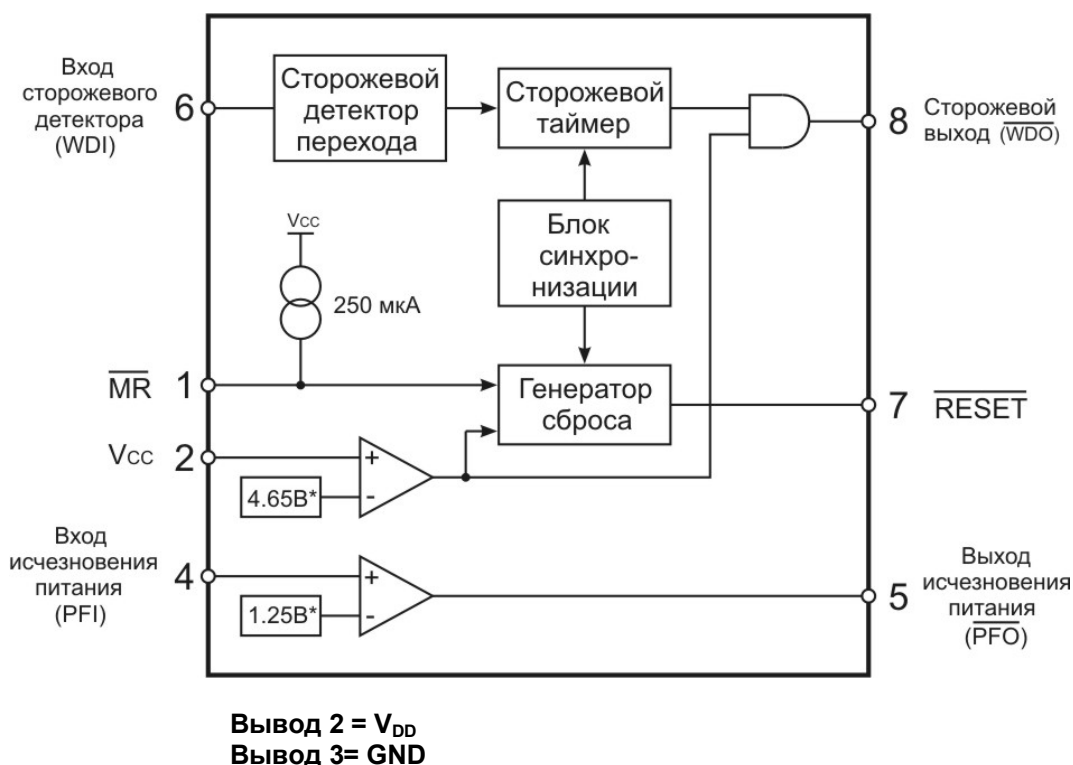 Вход
сторожевого
детектора
(WDI)
6
Сторожевой
детектор
перехода
Сторожевой
таймер
8
Сторожевой
выход (WDO)
Vcc
250 мкА
Блок
синхро-
низации
MR
1
Генератор
сброса
7
RESET
Vcc
2
+
-
4.65В*
Вход
исчезновения
питания
(PFI)
4
+
-
1.25В*
5
Выход
исчезновения
питания
(PFO)
Вывод 2 = VDD
Вывод 3= GND